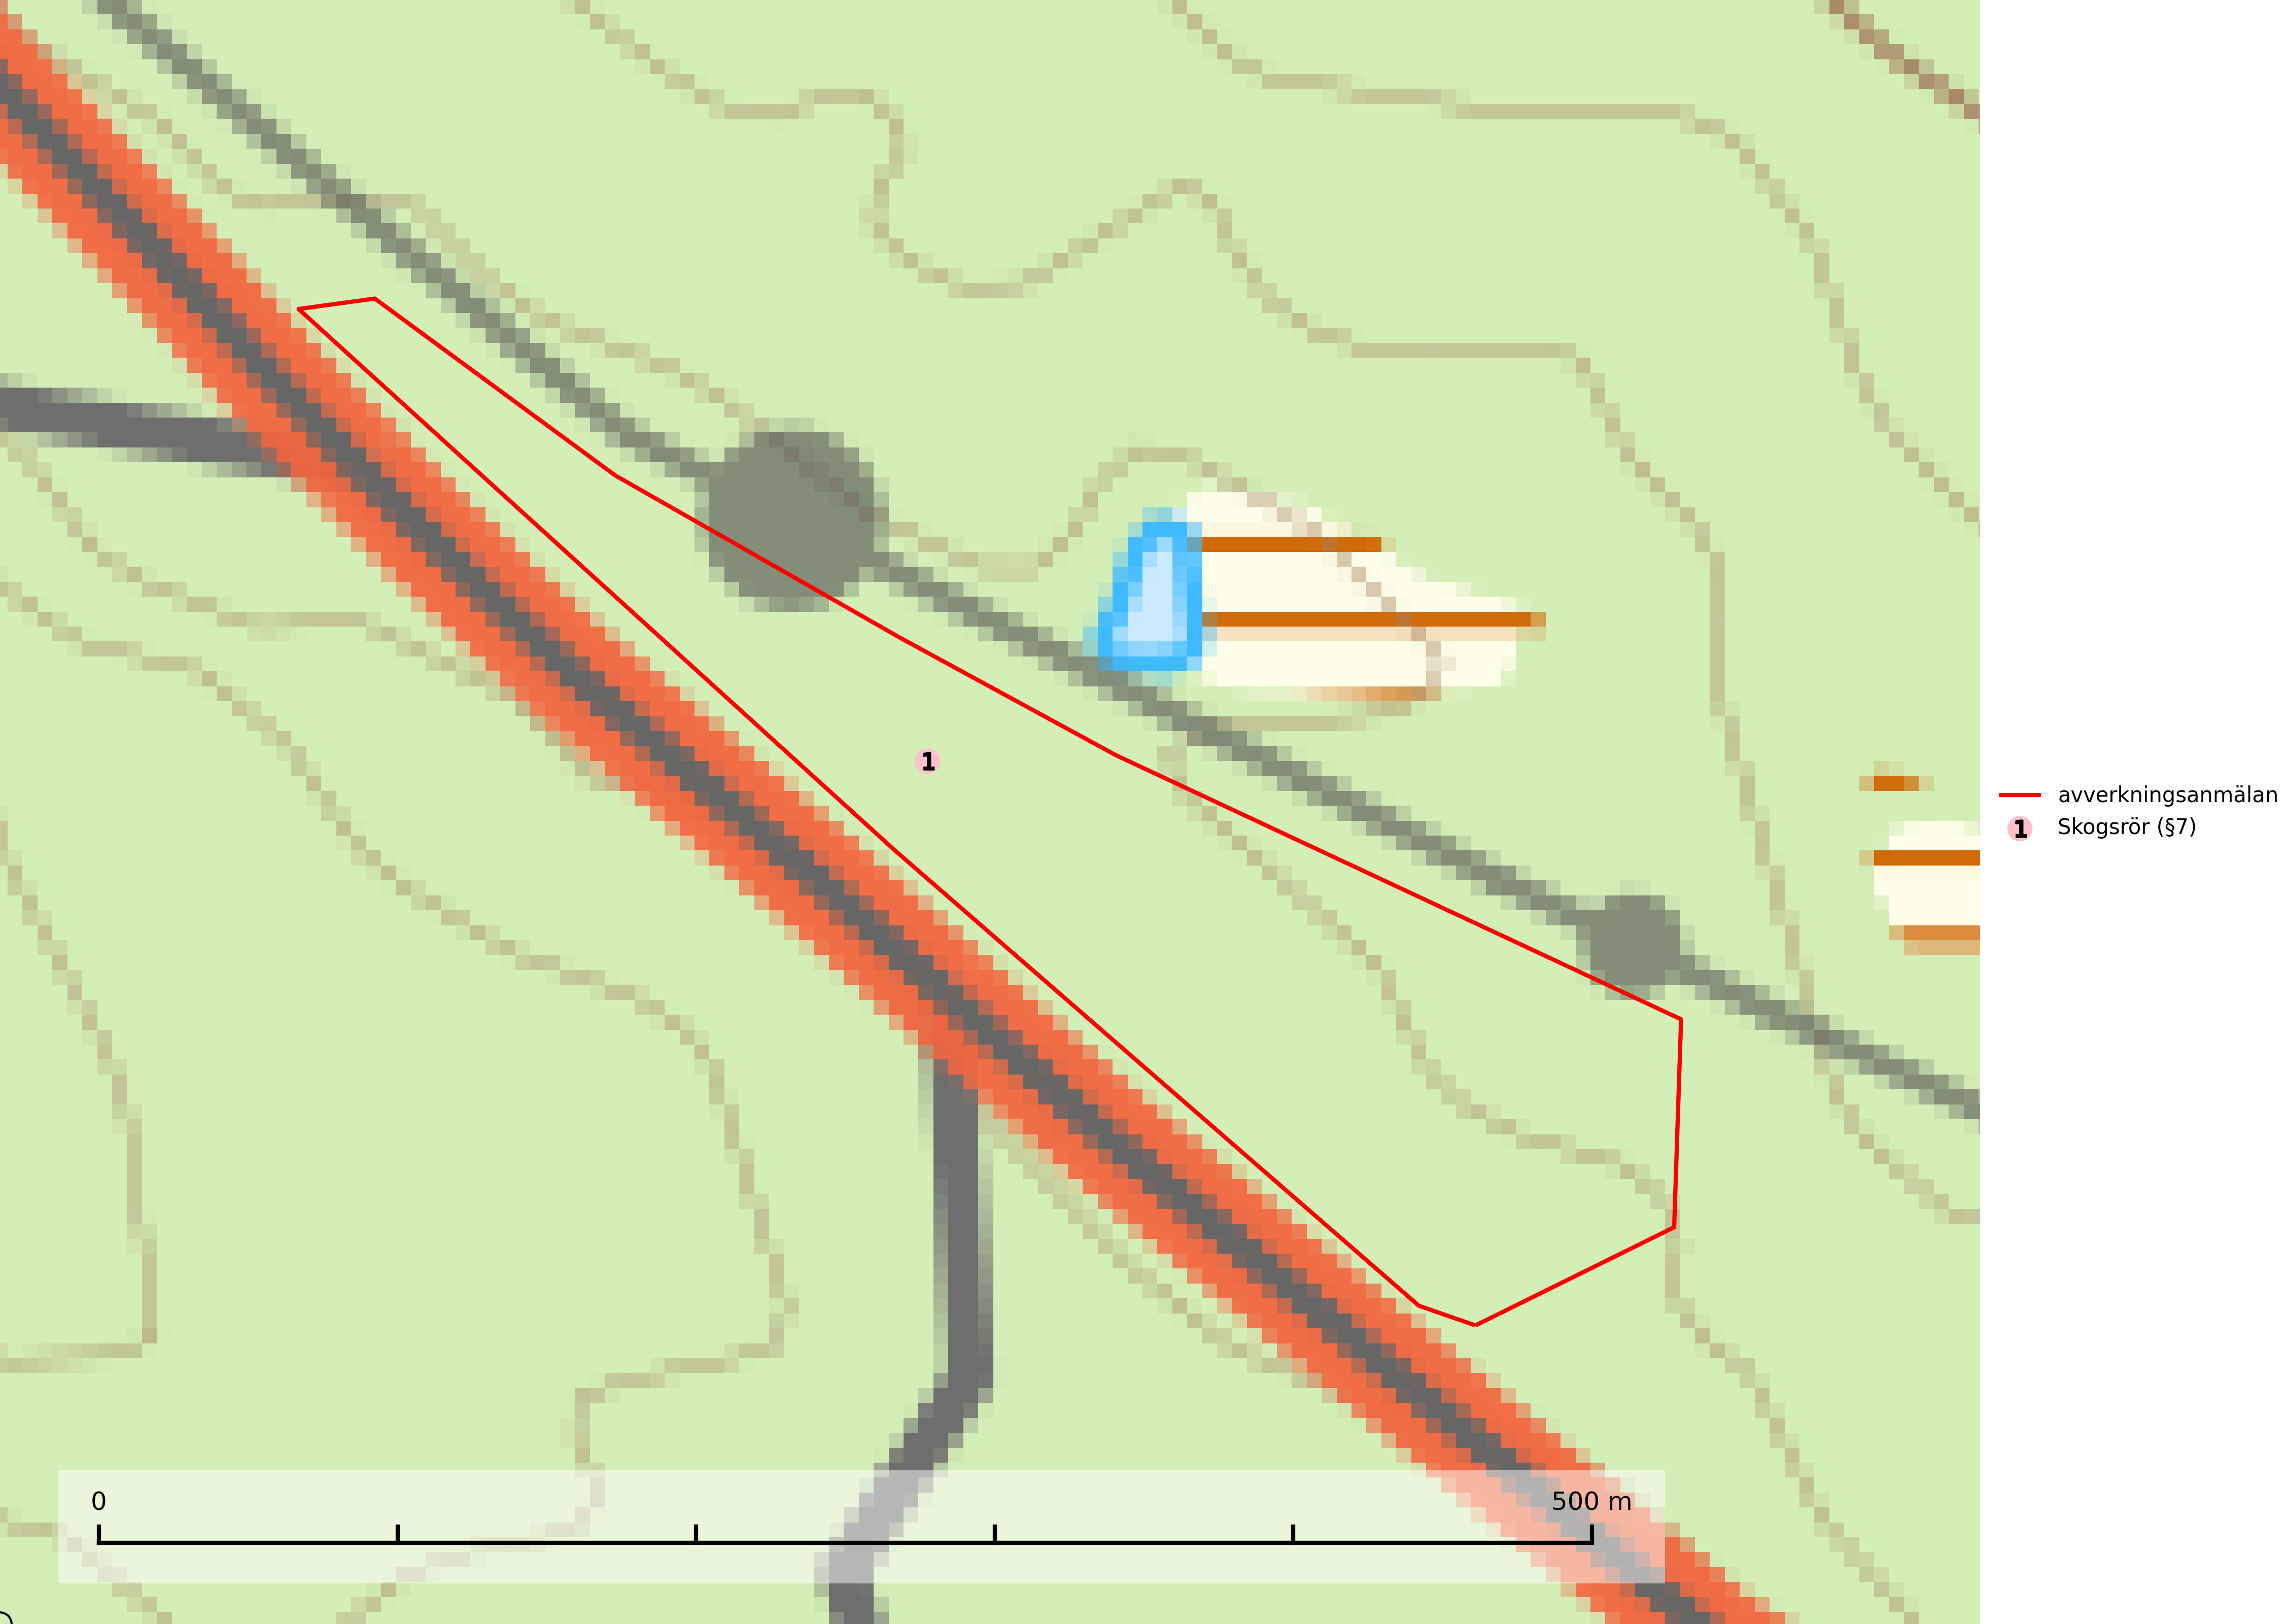 1
avverkningsanmälan
1 Skogsrör (§7)
0 500 m